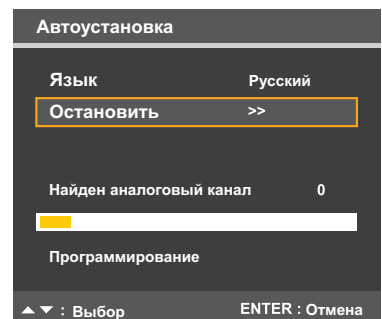 Автоустановка
Язык Русский
Остановить >>
Найден аналоговый канал 0
Программирование
▲ ▼ : Выбор ENTER : Отмена